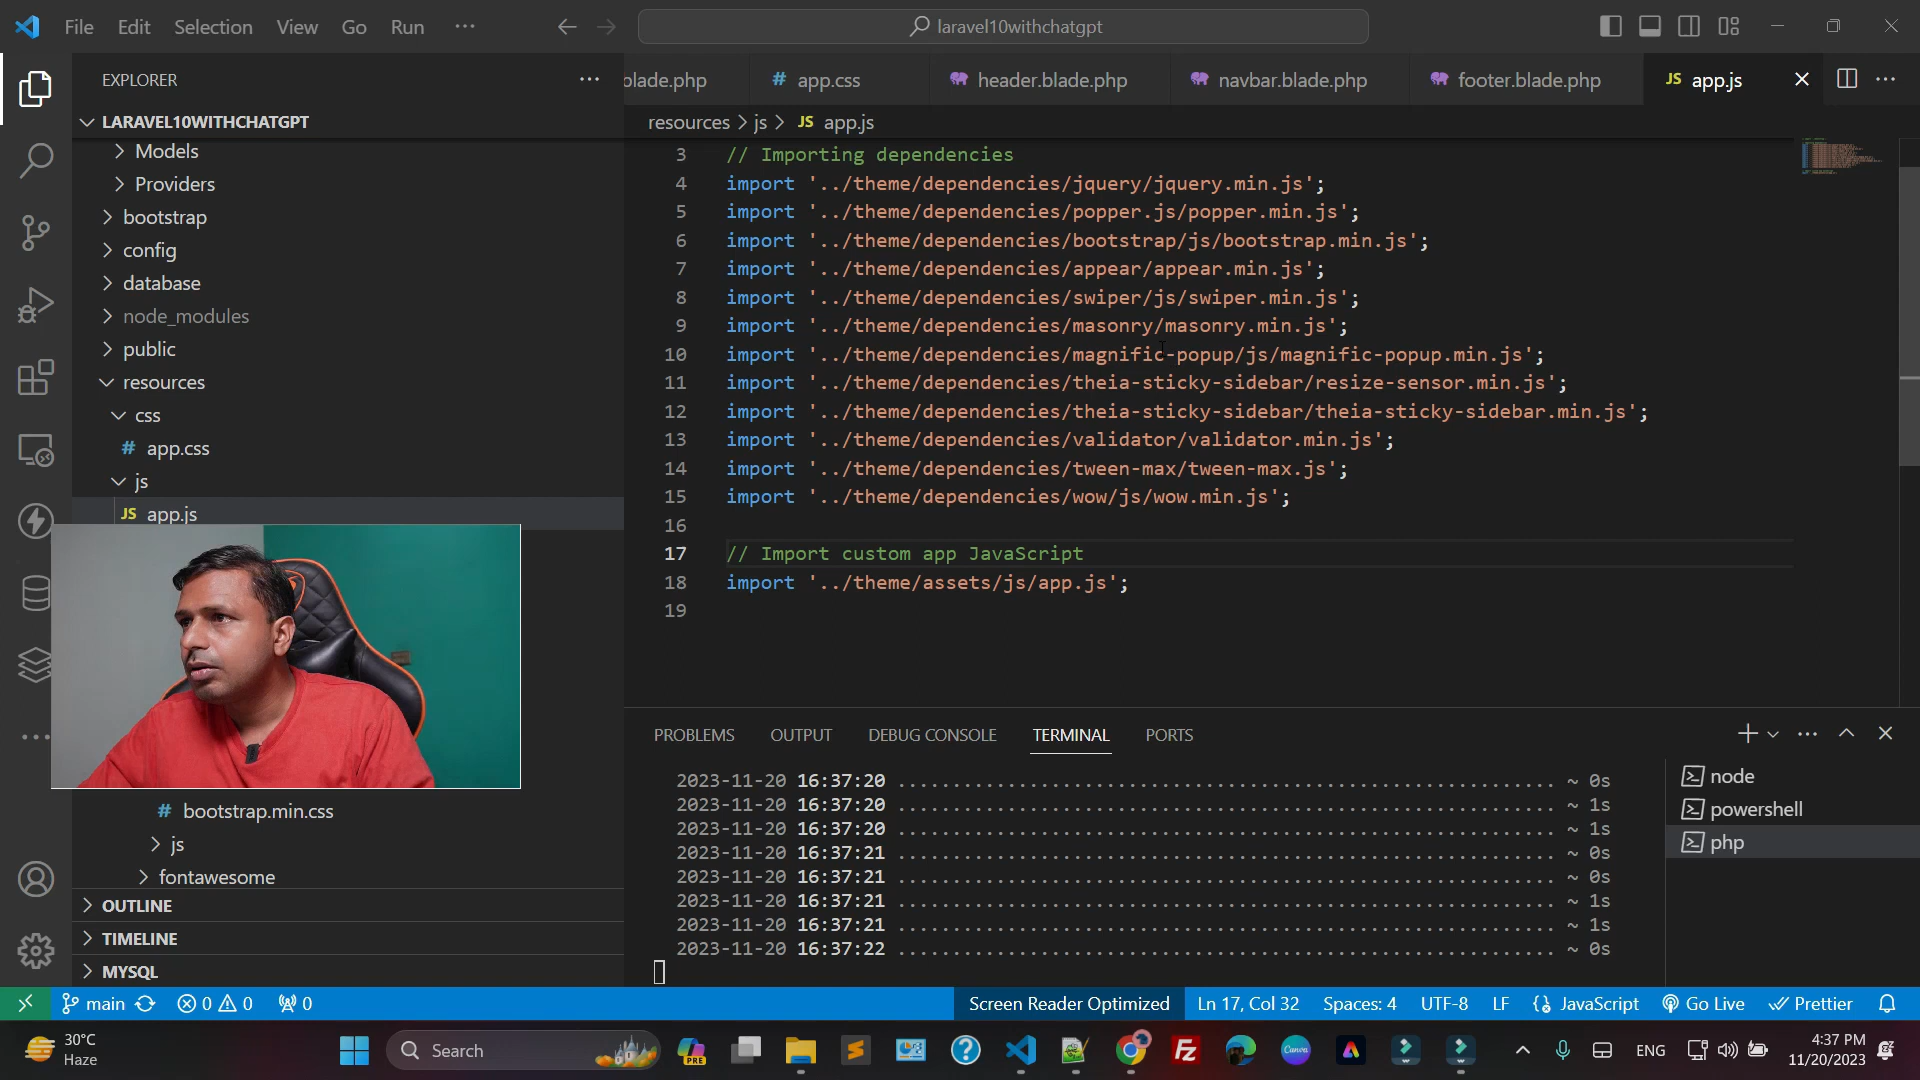 File Edit Selection View Go Run ···
laravel10withchatgpt
EXPLORER
LARAVEL10WITHCHATGPT
Models
Providers
bootstrap
config
database
node_modules
public
resources
css
# app.css
js
JS app.js
# bootstrap.min.css
js
fontawesome
OUTLINE
TIMELINE
MYSQL
blade.php
# app.css
header.blade.php
navbar.blade.php
footer.blade.php
JS app.js
resources > js > JS app.js
3 // Importing dependencies
4 import '../theme/dependencies/jquery/jquery.min.js';
5 import '../theme/dependencies/popper.js/popper.min.js';
6 import '../theme/dependencies/bootstrap/js/bootstrap.min.js';
7 import '../theme/dependencies/appear/appear.min.js';
8 import '../theme/dependencies/swiper/js/swiper.min.js';
9 import '../theme/dependencies/masonry/masonry.min.js';
10 import '../theme/dependencies/magnific-popup/js/magnific-popup.min.js';
11 import '../theme/dependencies/theia-sticky-sidebar/resize-sensor.min.js';
12 import '../theme/dependencies/theia-sticky-sidebar/theia-sticky-sidebar.min.js';
13 import '../theme/dependencies/validator/validator.min.js';
14 import '../theme/dependencies/tween-max/tween-max.js';
15 import '../theme/dependencies/wow/js/wow.min.js';
16
17 // Import custom app JavaScript
18 import '../theme/assets/js/app.js';
19
PROBLEMS OUTPUT DEBUG CONSOLE TERMINAL PORTS
2023-11-20 16:37:20 ......................................................... ~ 0s
2023-11-20 16:37:20 ......................................................... ~ 1s
2023-11-20 16:37:20 ......................................................... ~ 1s
2023-11-20 16:37:21 ......................................................... ~ 0s
2023-11-20 16:37:21 ......................................................... ~ 0s
2023-11-20 16:37:21 ......................................................... ~ 1s
2023-11-20 16:37:21 ......................................................... ~ 1s
2023-11-20 16:37:22 ......................................................... ~ 0s
node
powershell
php
main 0 0 0
Screen Reader Optimized Ln 17, Col 32 Spaces: 4 UTF-8 LF JavaScript Go Live Prettier
30°C
Haze
Search
PRE
Fz
Canva
ENG
4:37 PM
11/20/2023